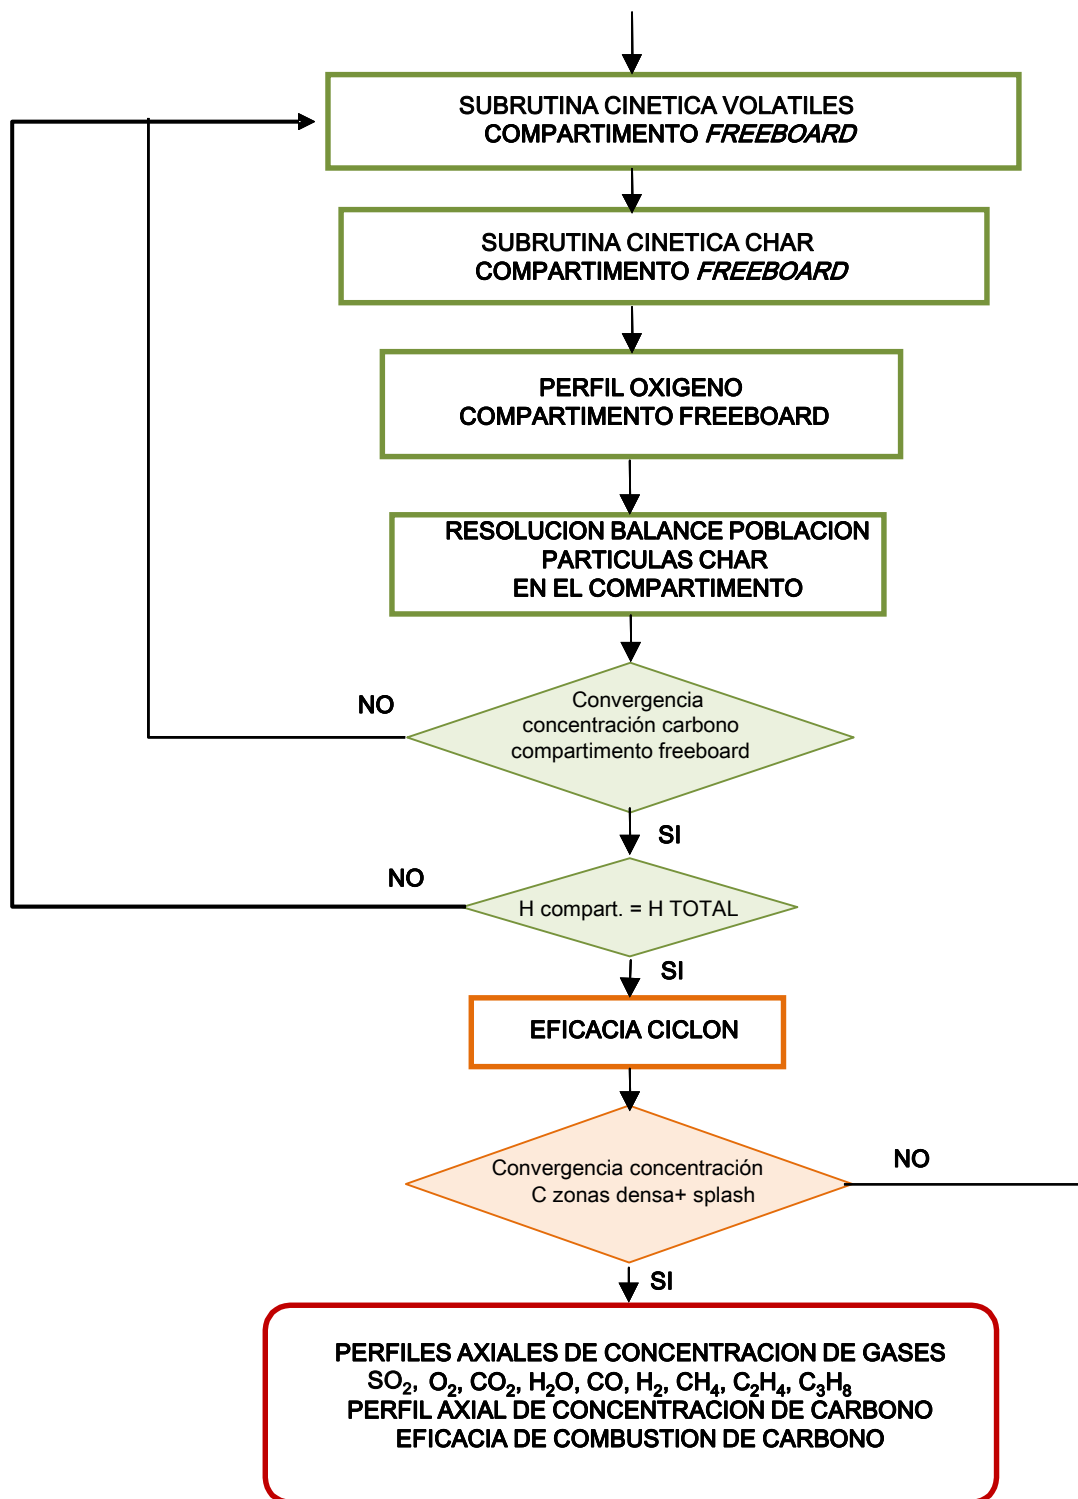 SUBRUTINA CINETICA VOLATILES
COMPARTIMENTO FREEBOARD
SUBRUTINA CINETICA CHAR
COMPARTIMENTO FREEBOARD
PERFIL OXIGENO
COMPARTIMENTO FREEBOARD
RESOLUCION BALANCE POBLACION
PARTICULAS CHAR
EN EL COMPARTIMENTO
NO
Convergencia
concentración carbono
compartimento freeboard
SI
NO
H compart. = H TOTAL
SI
EFICACIA CICLON
Convergencia concentración
C zonas densa+ splash
NO
SI
PERFILES AXIALES DE CONCENTRACION DE GASES
SO₂, O₂, CO₂, H₂O, CO, H₂, CH₄, C₂H₄, C₃H₈
PERFIL AXIAL DE CONCENTRACION DE CARBONO
EFICACIA DE COMBUSTION DE CARBONO